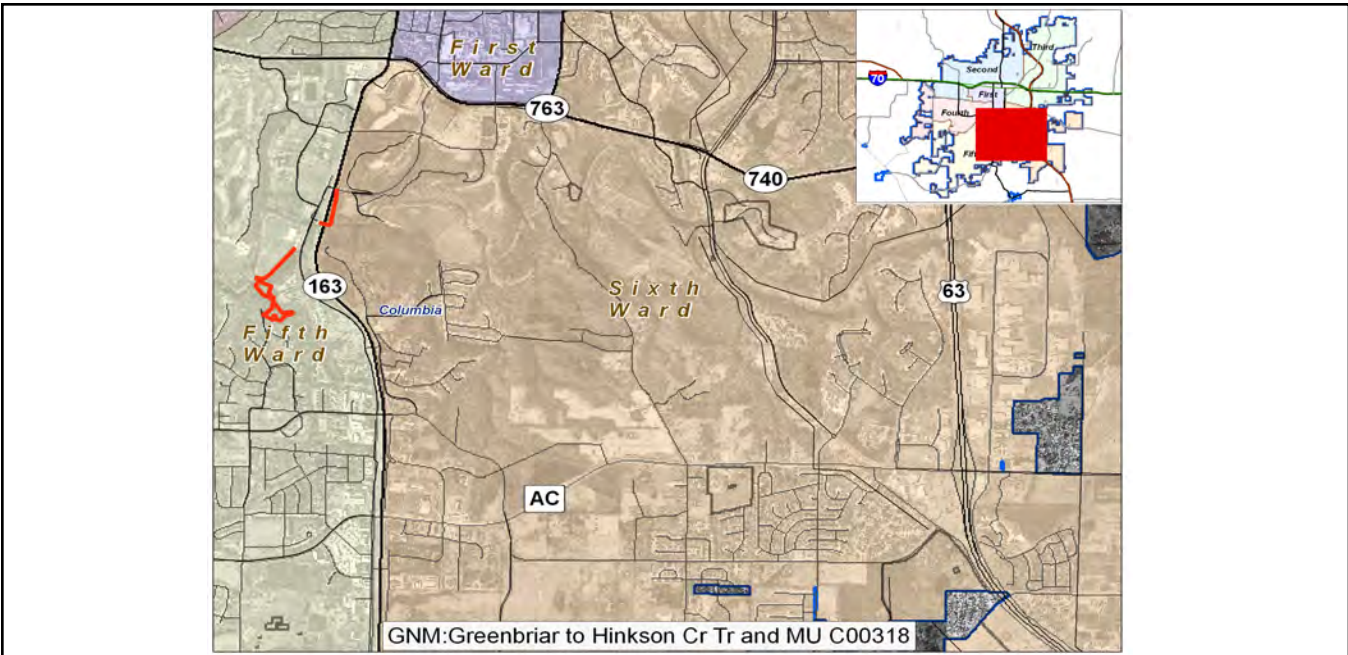 First
Ward
763
740
163
Columbia
Sixth
Ward
63
Fifth
Ward
AC
GNM:Greenbriar to Hinkson Cr Tr and MU C00318
Third
Second
70
First
Fourth